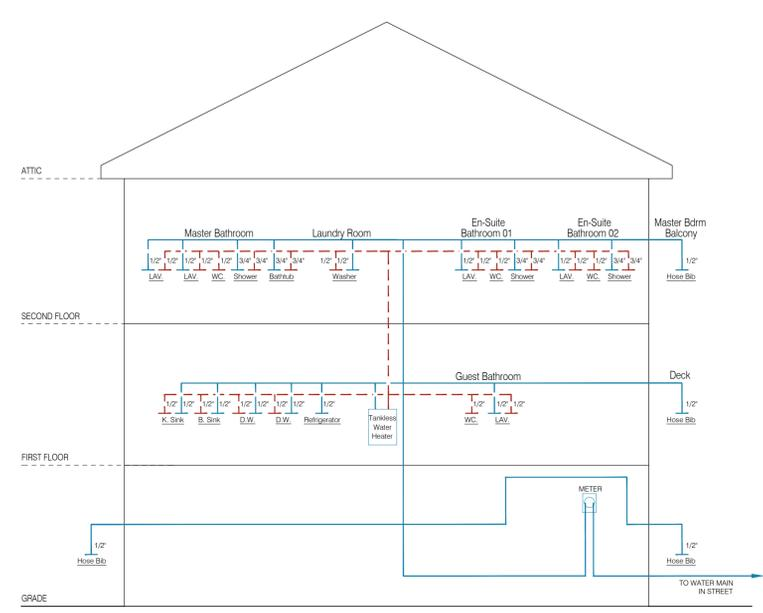 ATTIC
Master Bathroom
Laundry Room
En-Suite
Bathroom 01
En-Suite
Bathroom 02
Master Bdrm
Balcony
1/2" 1/2" 1/2" 1/2" 1/2" 3/4" 3/4" 3/4" 3/4" 1/2" 1/2" 1/2" 1/2" 1/2" 3/4" 3/4" 1/2" 1/2" 1/2" 3/4" 3/4" 1/2"
LAV. LAV. WC. Shower Bathtub Washer LAV. WC. Shower LAV. WC. Shower Hose Bib
SECOND FLOOR
Guest Bathroom
Deck
1/2" 1/2" 1/2" 1/2" 1/2" 1/2" 1/2" 1/2" 1/2" 1/2" 1/2" 1/2" 1/2"
K. Sink B. Sink D.W. D.W. Refrigerator WC. LAV. Hose Bib
Tankless
Water
Heater
FIRST FLOOR
METER
1/2" 1/2"
Hose Bib Hose Bib
TO WATER MAIN
IN STREET
GRADE